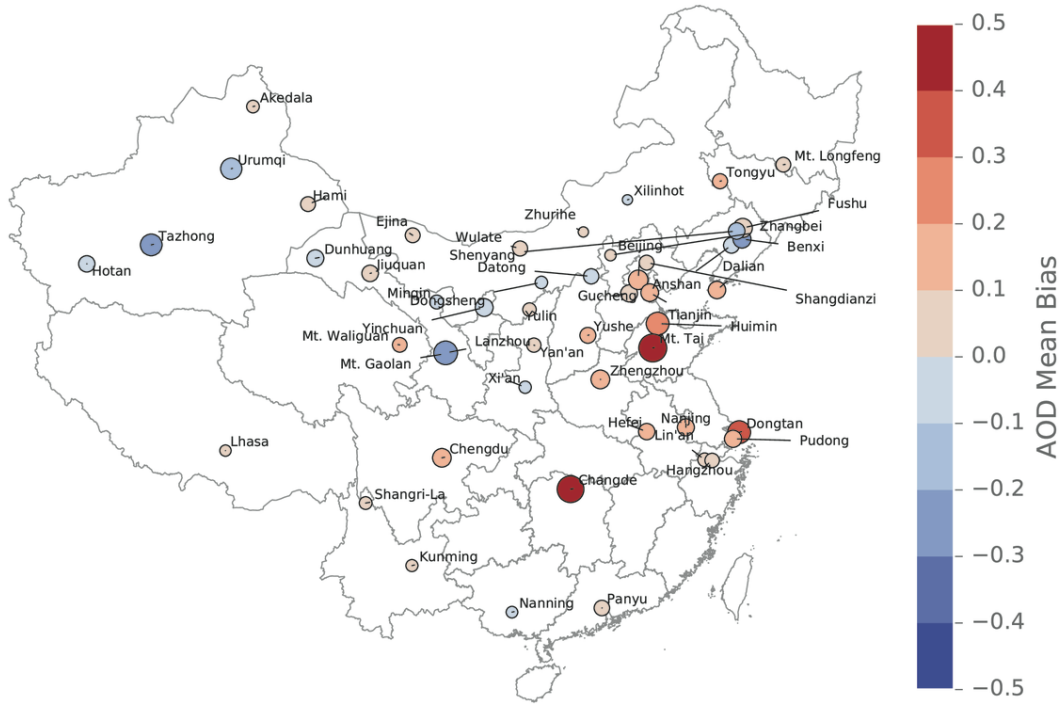 Akedala
Urumqi
Hami
Tazhong
Hotan
Dunhuang
Jiuquan
Ejina
Wulate
Shenyang
Datong
Zhurihe
Xilinhot
Tongyu
Mt. Longfeng
Fushu
Zhangbei
Benxi
Beijing
Dalian
Shangdianzi
Anshan
Gucheng
Minqin
Dongsheng
Yulin
Yinchuan
Mt. Waliguan
Lanzhou
Mt. Gaolan
Yan'an
Yushe
Tianjin
Huimin
Mt. Tai
Zhengzhou
Xi'an
Hefei
Nanjing
Lin'an
Dongtan
Pudong
Hangzhou
Lhasa
Chengdu
Changde
Shangri-La
Kunming
Nanning
Panyu
0.5
0.4
0.3
0.2
0.1
0.0
−0.1
−0.2
−0.3
−0.4
−0.5
AOD Mean Bias